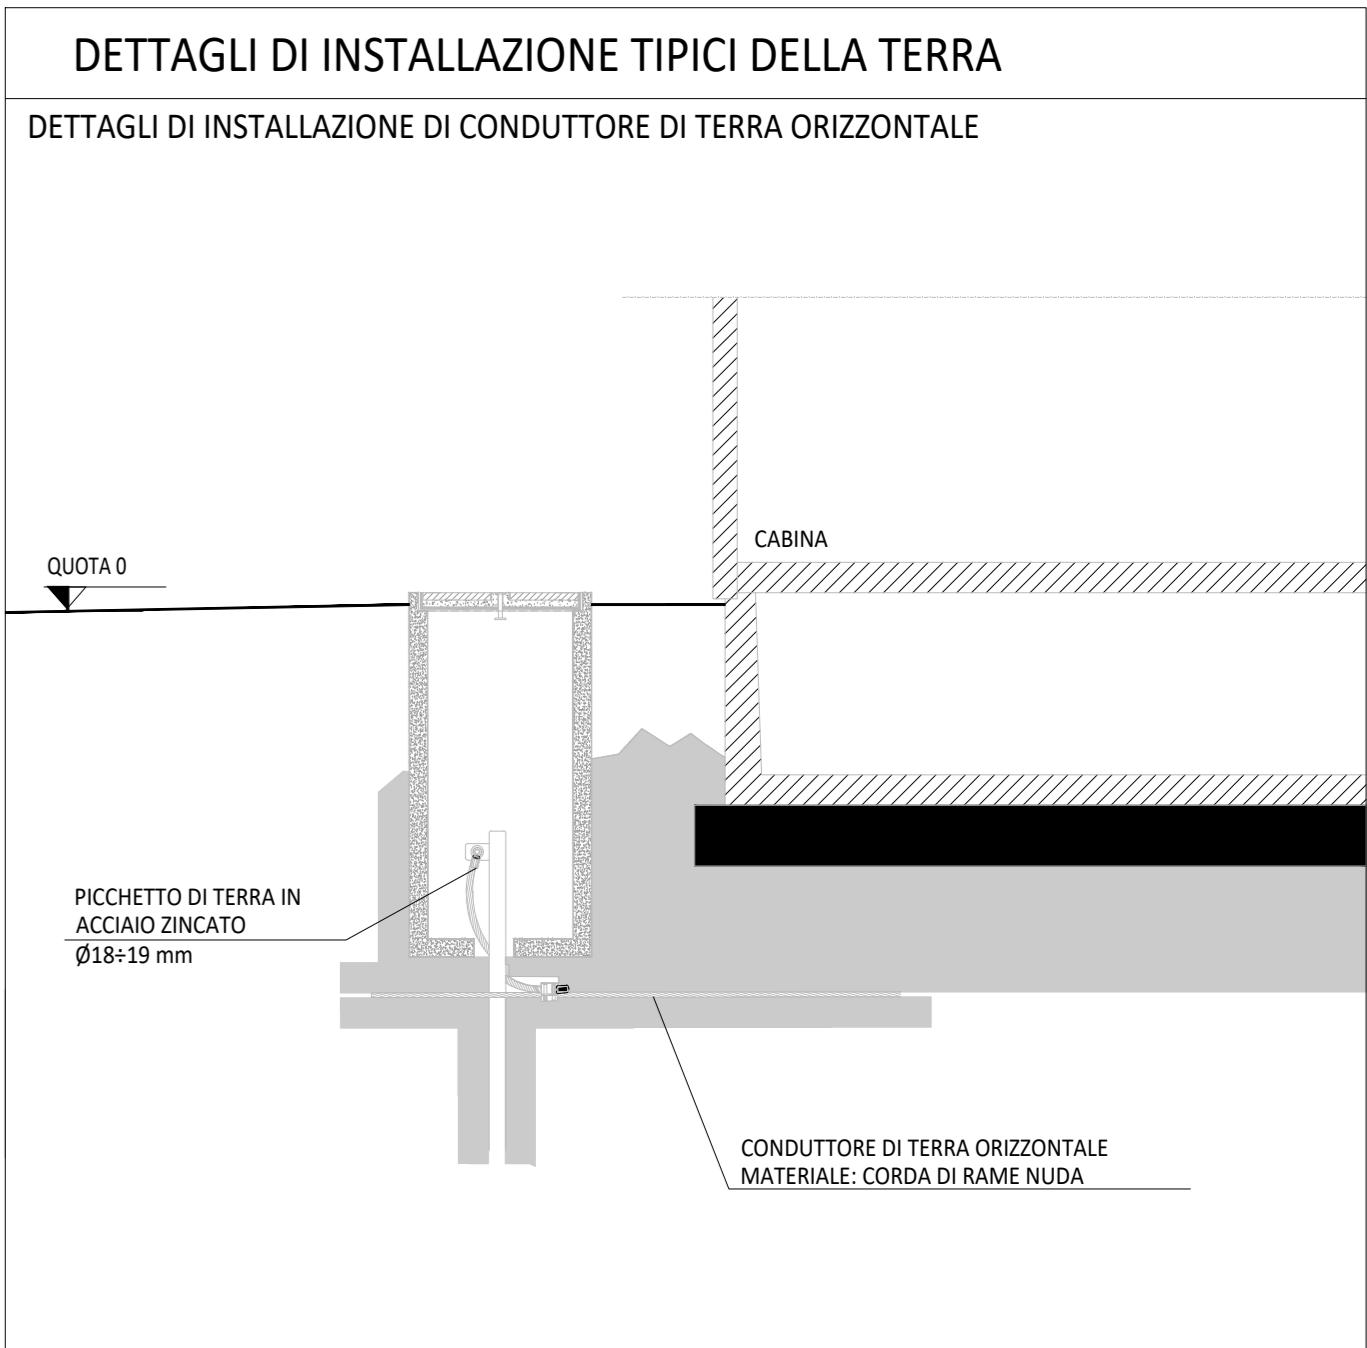 DETTAGLI DI INSTALLAZIONE TIPICI DELLA TERRA
DETTAGLI DI INSTALLAZIONE DI CONDUTTORE DI TERRA ORIZZONTALE
CABINA
QUOTA 0
PICCHETTO DI TERRA IN
ACCIAIO ZINCATO
Ø18÷19 mm
CONDUTTORE DI TERRA ORIZZONTALE
MATERIALE: CORDA DI RAME NUDA